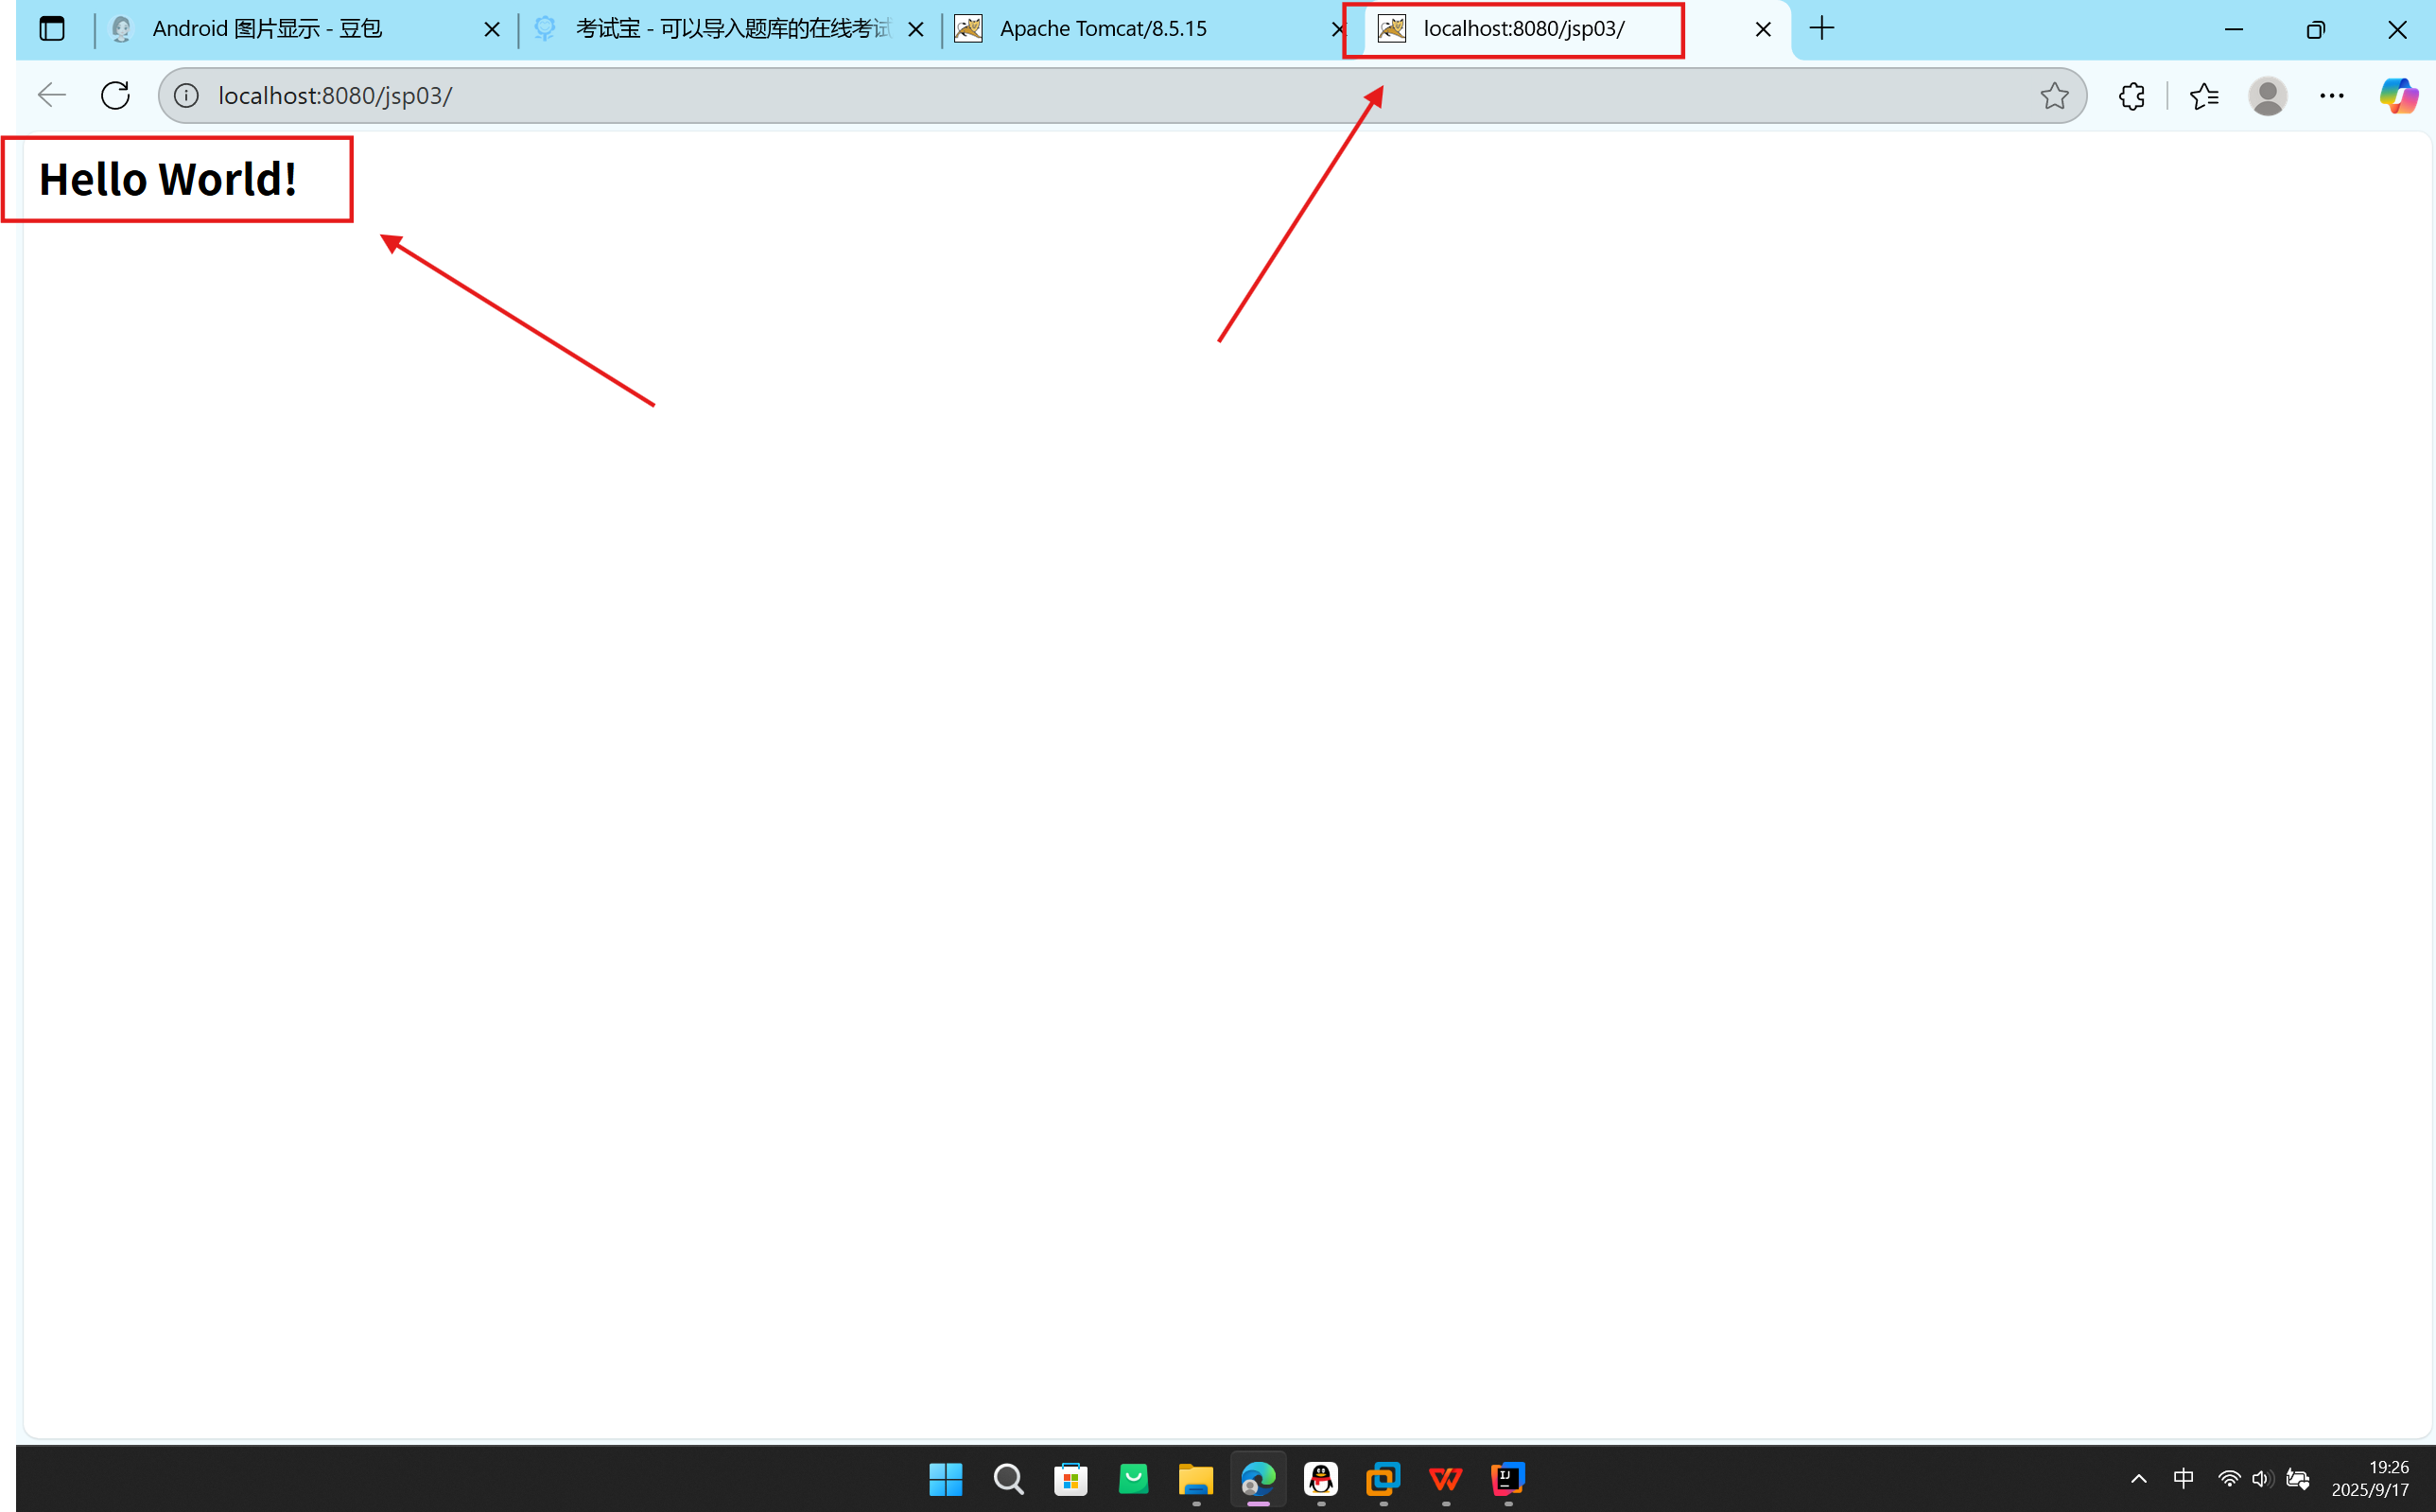 Android 图片显示 - 豆包
考试宝 - 可以导入题库的在线考试
Apache Tomcat/8.5.15
localhost:8080/jsp03/
localhost:8080/jsp03/
Hello World!
中
19:26
2025/9/17